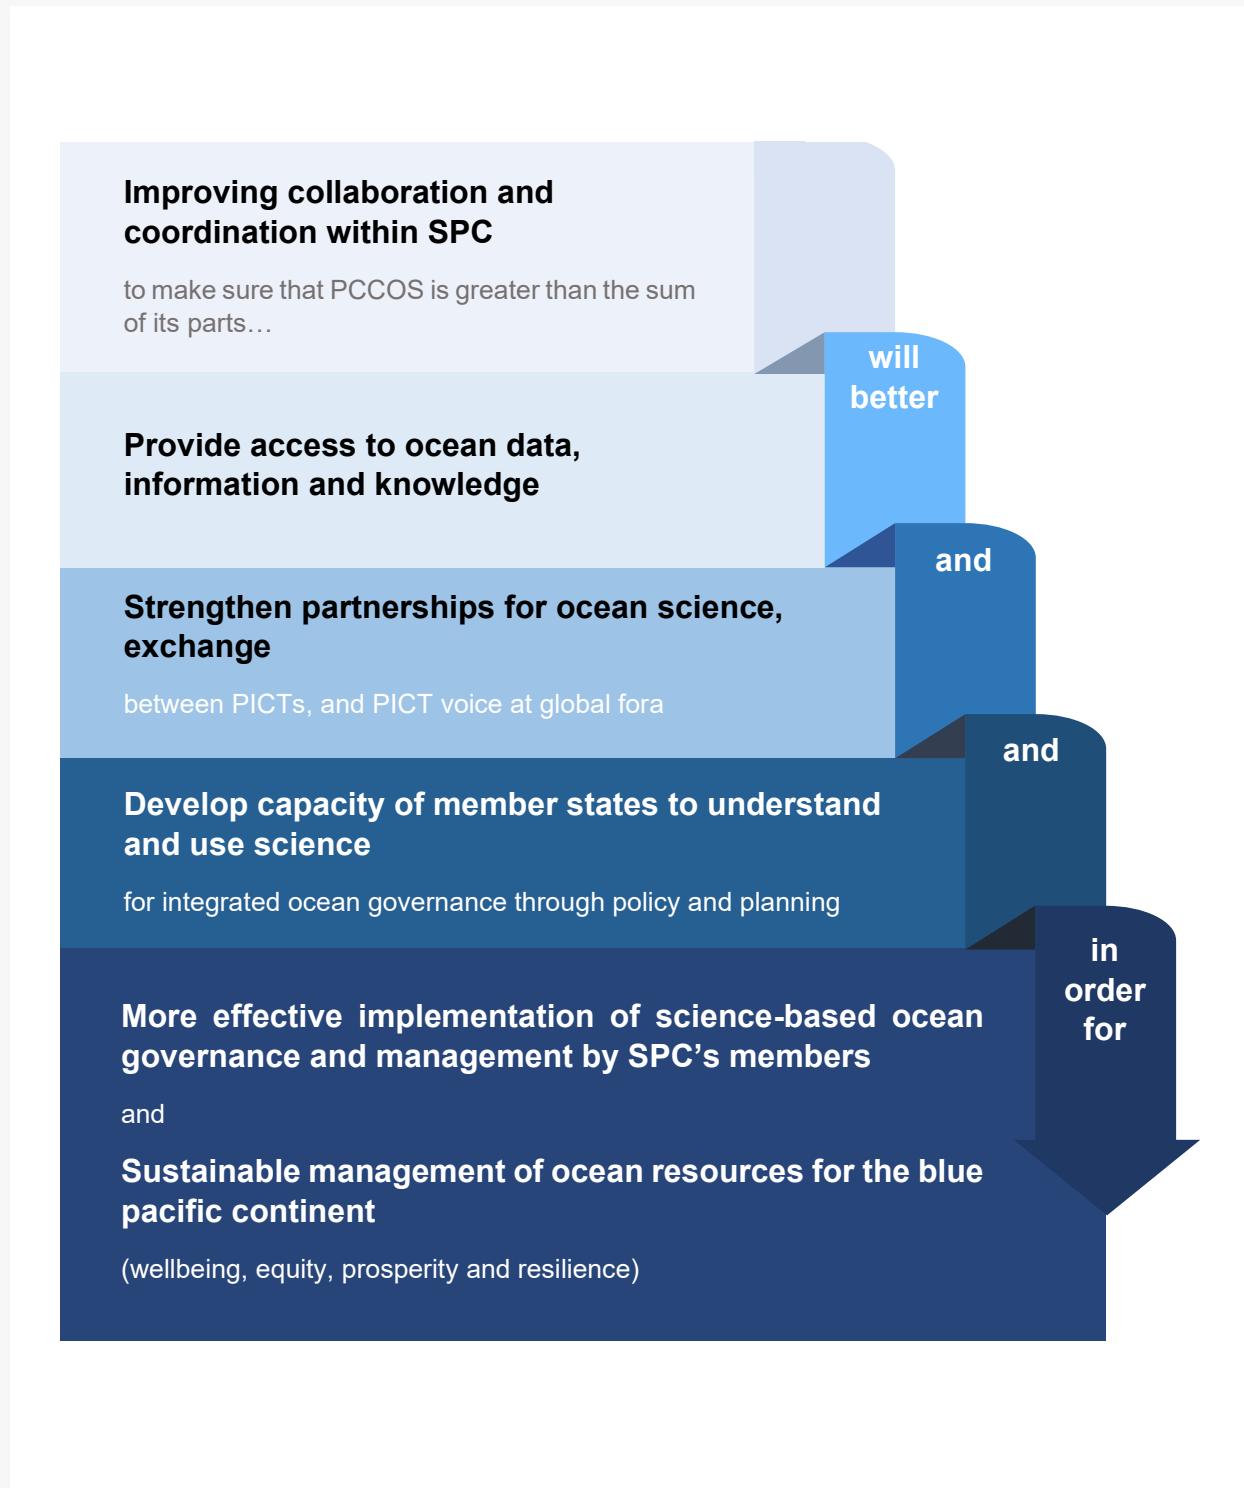 Improving collaboration and
coordination within SPC
to make sure that PCCOS is greater than the sum
of its parts…
will
better
Provide access to ocean data,
information and knowledge
and
Strengthen partnerships for ocean science,
exchange
between PICTs, and PICT voice at global fora
and
Develop capacity of member states to understand
and use science
for integrated ocean governance through policy and planning
in
order
for
More effective implementation of science-based ocean
governance and management by SPC’s members
and
Sustainable management of ocean resources for the blue
pacific continent
(wellbeing, equity, prosperity and resilience)